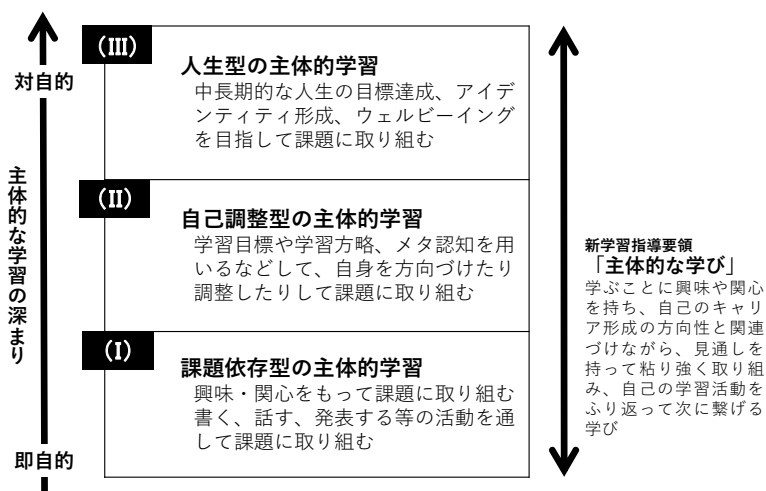 対自的
主体的な学習の深まり
即自的
(III)
人生型の主体的学習
中長期的な人生の目標達成、アイデ
ンティティ形成、ウェルビーイング
を目指して課題に取り組む
(II)
自己調整型の主体的学習
学習目標や学習方略、メタ認知を用
いるなどして、自身を方向づけたり
調整したりして課題に取り組む
(I)
課題依存型の主体的学習
興味・関心をもって課題に取り組む
書く、話す、発表する等の活動を通
して課題に取り組む
新学習指導要領
「主体的な学び」
学ぶことに興味や関心
を持ち、自己のキャリ
ア形成の方向性と関連
づけながら、見通しを
持って粘り強く取り組
み、自己の学習活動を
ふり返って次に繋げる
学び